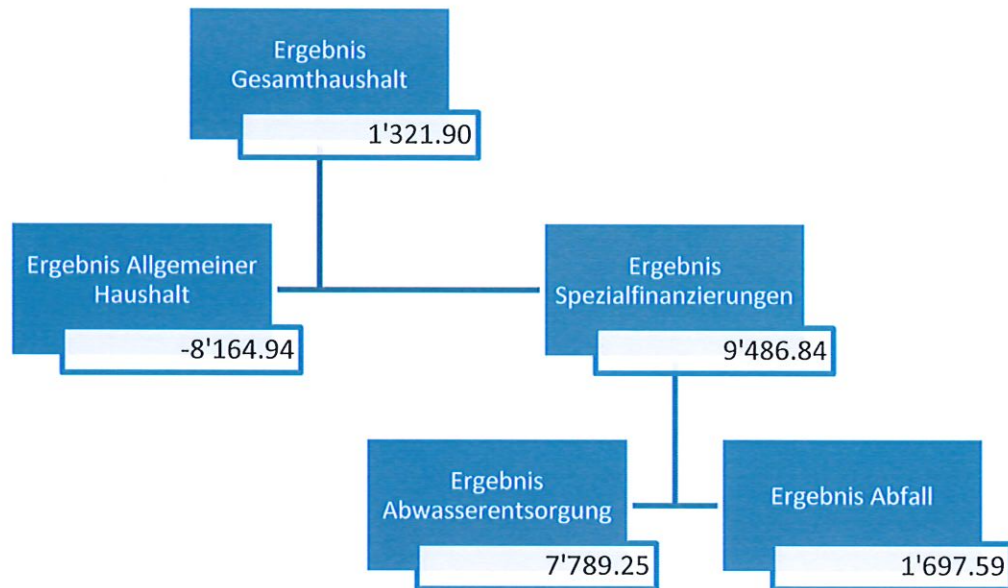 Ergebnis
Gesamthaushalt
1'321.90
Ergebnis Allgemeiner
Haushalt
-8'164.94
Ergebnis
Spezialfinanzierungen
9'486.84
Ergebnis
Abwasserentsorgung
7'789.25
Ergebnis Abfall
1'697.59